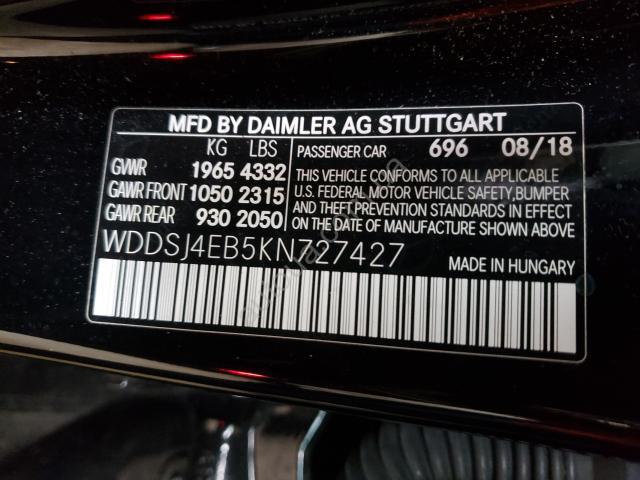 MFD BY DAIMLER AG STUTTGART
KG LBS
GVWR 1965 4332
GAWR FRONT 1050 2315
GAWR REAR 930 2050
PASSENGER CAR 696 08/18
THIS VEHICLE CONFORMS TO ALL APPLICABLE
U.S. FEDERAL MOTOR VEHICLE SAFETY, BUMPER
AND THEFT PREVENTION STANDARDS IN EFFECT
ON THE DATE OF MANUFACTURE SHOWN ABOVE
WDDSJ4EB5KN727427
MADE IN HUNGARY